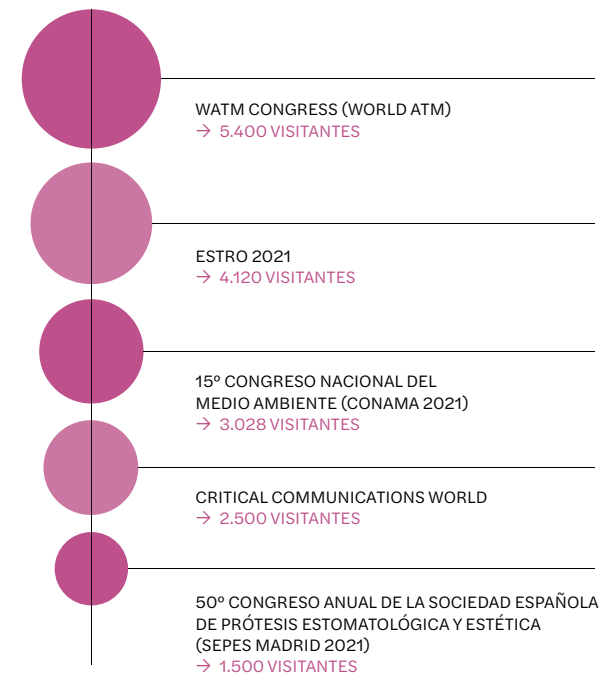 WATM CONGRESS (WORLD ATM)
→ 5.400 VISITANTES
ESTRO 2021
→ 4.120 VISITANTES
15º CONGRESO NACIONAL DEL
MEDIO AMBIENTE (CONAMA 2021)
→ 3.028 VISITANTES
CRITICAL COMMUNICATIONS WORLD
→ 2.500 VISITANTES
50º CONGRESO ANUAL DE LA SOCIEDAD ESPAÑOLA
DE PRÓTESIS ESTOMATOLÓGICA Y ESTÉTICA
(SEPES MADRID 2021)
→ 1.500 VISITANTES